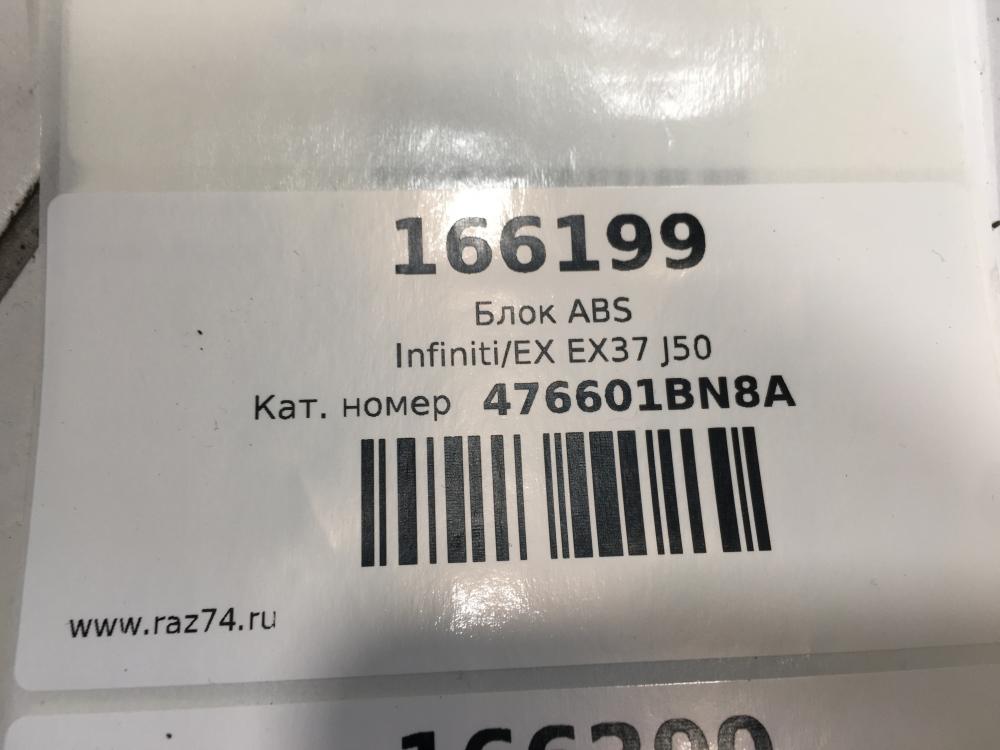 166199
Блок ABS
Infiniti/EX EX37 J50
Кат. номер 476601BN8A
www.raz74.ru